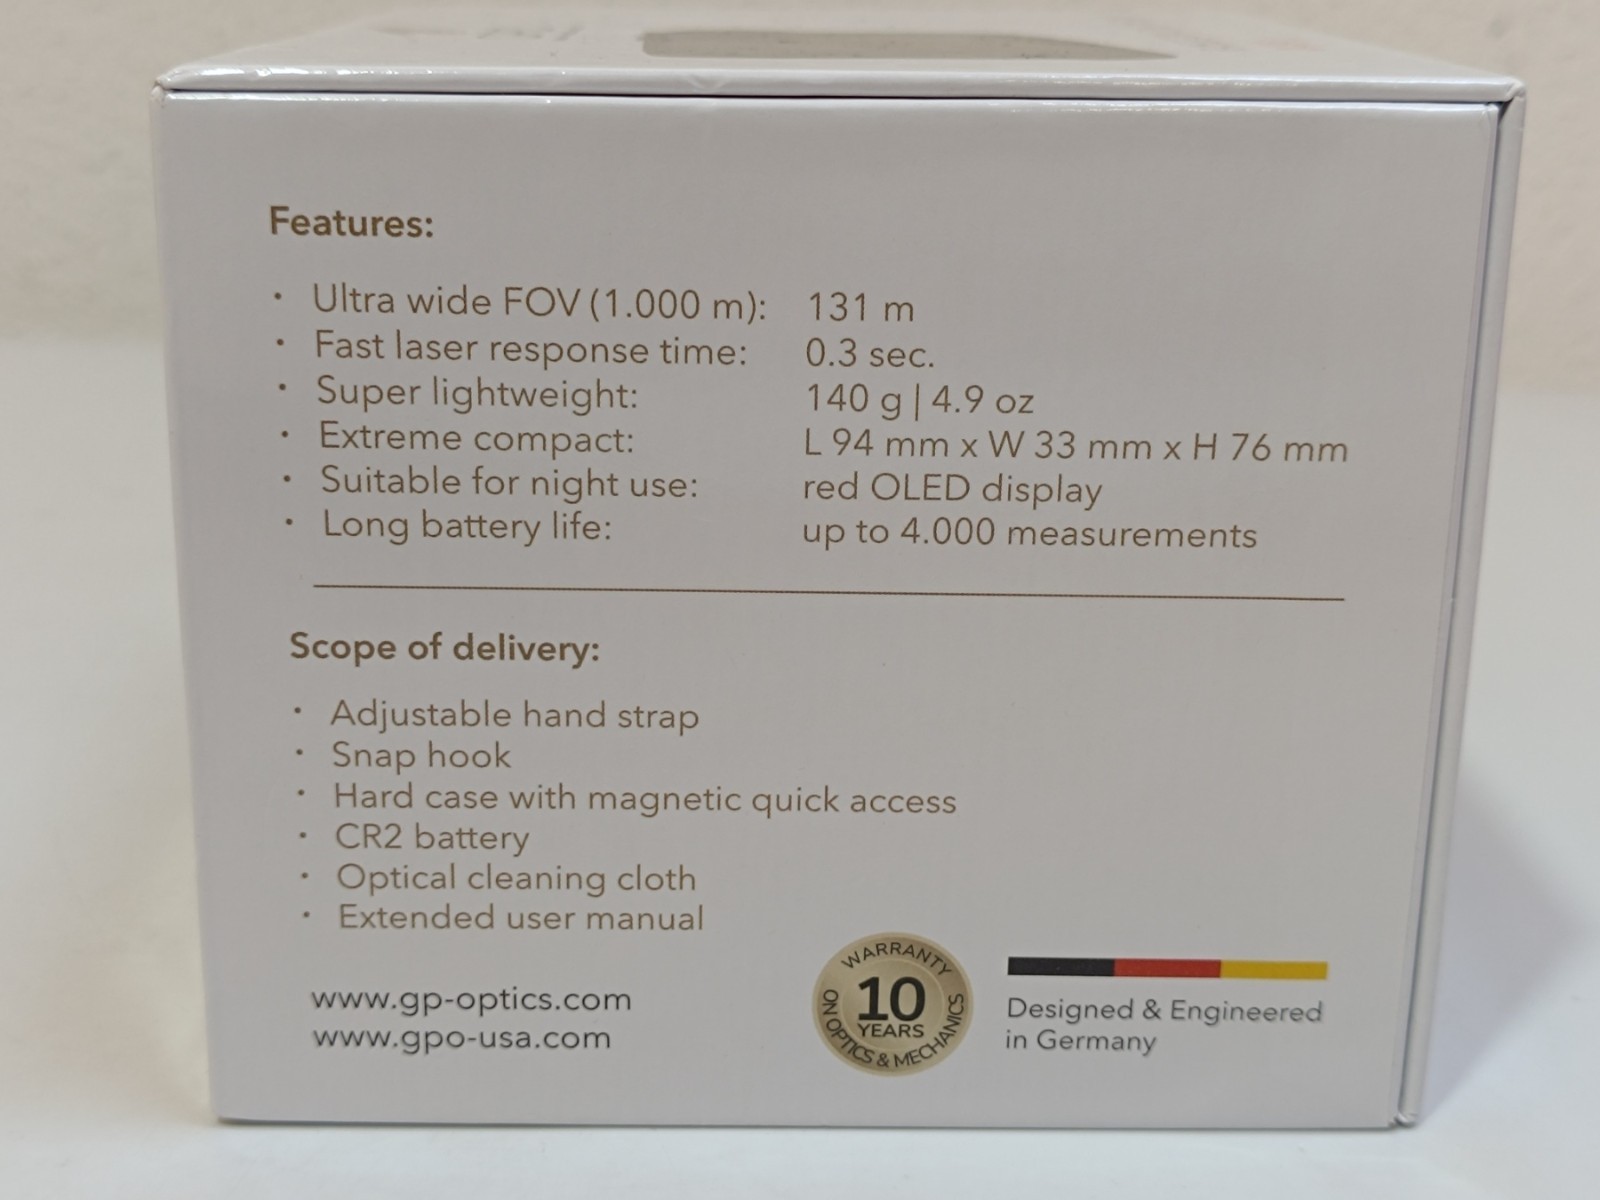 Features:
• Ultra wide FOV (1.000 m): 131 m
• Fast laser response time: 0.3 sec.
• Super lightweight: 140 g | 4.9 oz
• Extreme compact: L 94 mm x W 33 mm x H 76 mm
• Suitable for night use: red OLED display
• Long battery life: up to 4.000 measurements
Scope of delivery:
• Adjustable hand strap
• Snap hook
• Hard case with magnetic quick access
• CR2 battery
• Optical cleaning cloth
• Extended user manual
www.gp-optics.com
www.gpo-usa.com
WARRANTY
10
YEARS
ON OPTICS & MECHANICS
Designed & Engineered
in Germany